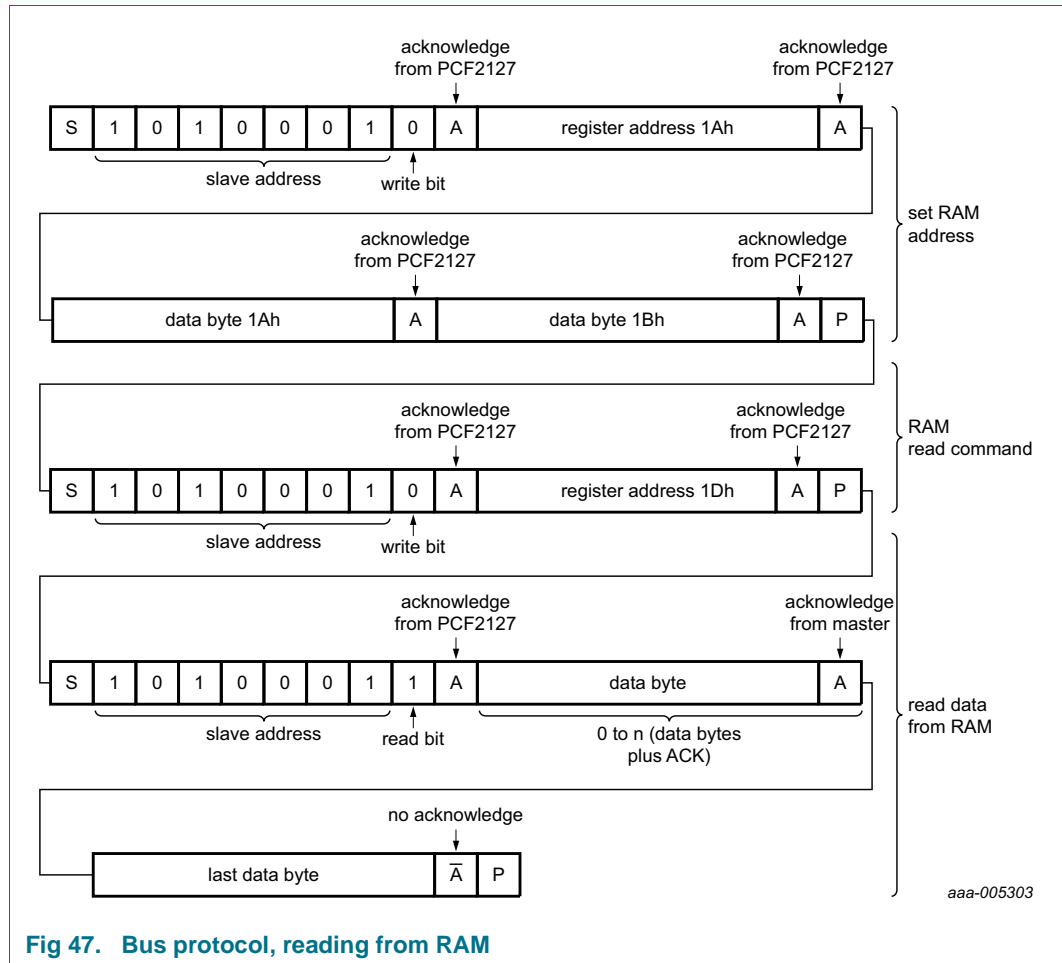 acknowledge
from PCF2127
acknowledge
from PCF2127
S 1 0 1 0 0 0 1 0 A register address 1Ah A
slave address
write bit
set RAM
address
acknowledge
from PCF2127
acknowledge
from PCF2127
data byte 1Ah A data byte 1Bh A P
RAM
read command
acknowledge
from PCF2127
acknowledge
from PCF2127
S 1 0 1 0 0 0 1 0 A register address 1Dh A P
slave address
write bit
acknowledge
from PCF2127
acknowledge
from master
S 1 0 1 0 0 0 1 1 A data byte A
slave address
read bit
0 to n (data bytes
plus ACK)
read data
from RAM
no acknowledge
last data byte A̅ P
aaa-005303
Fig 47. Bus protocol, reading from RAM